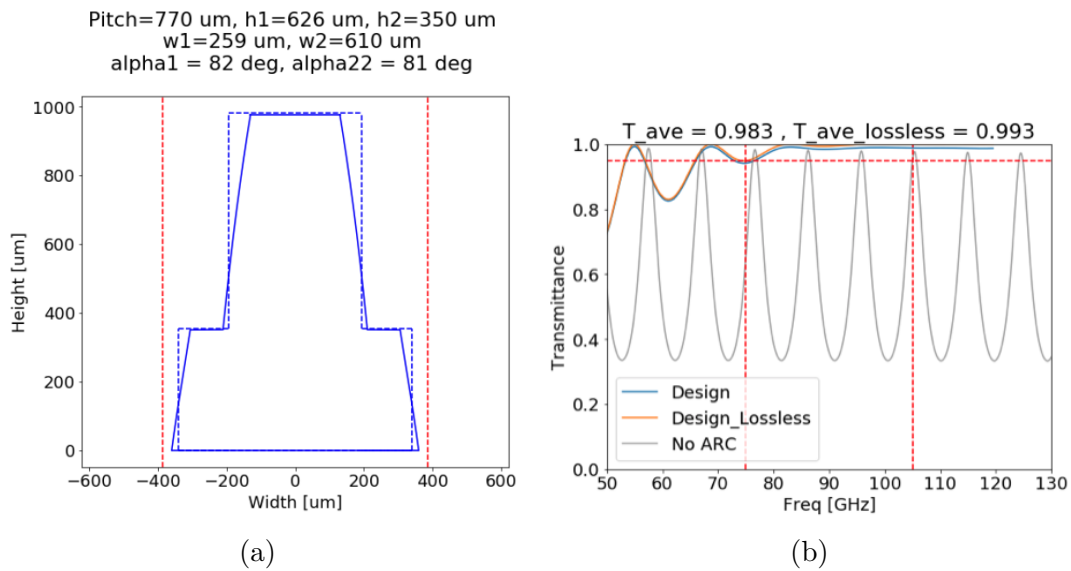 Pitch=770 um, h1=626 um, h2=350 um
w1=259 um, w2=610 um
alpha1 = 82 deg, alpha22 = 81 deg
1000
800
600
400
200
0
Height [um]
−600 −400 −200 0 200 400 600
Width [um]
(a)
T_ave = 0.983 , T_ave_lossless = 0.993
1.0
0.8
0.6
0.4
0.2
0.0
Transmittance
Design
Design_Lossless
No ARC
50 60 70 80 90 100 110 120 130
Freq [GHz]
(b)